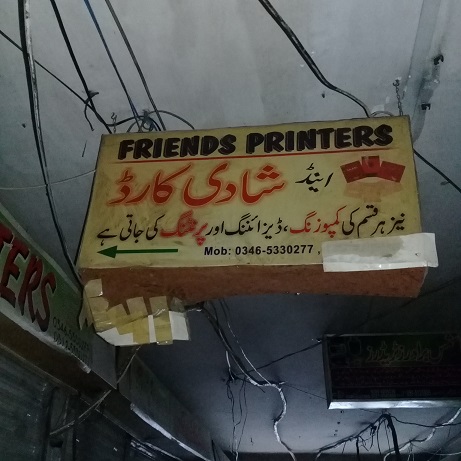 FRIENDS PRINTERS
اینڈ شادی کارڈ
نیز ہر قسم کی کمپوزنگ، ڈیزائننگ اور پرنٹنگ کی جاتی ہے
Mob: 0346-5330277,
TERS